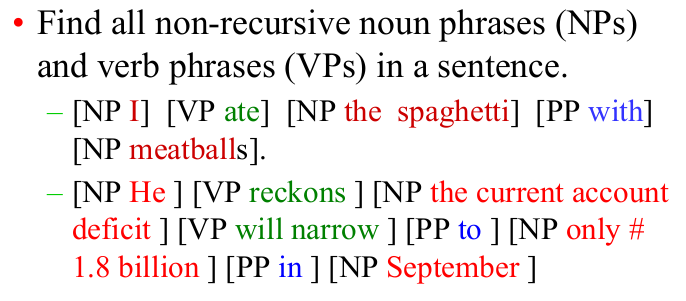 • Find all non-recursive noun phrases (NPs)
and verb phrases (VPs) in a sentence.
– [NP I] [VP ate] [NP the spaghetti] [PP with]
[NP meatballs].
– [NP He ] [VP reckons ] [NP the current account
deficit ] [VP will narrow ] [PP to ] [NP only #
1.8 billion ] [PP in ] [NP September ]